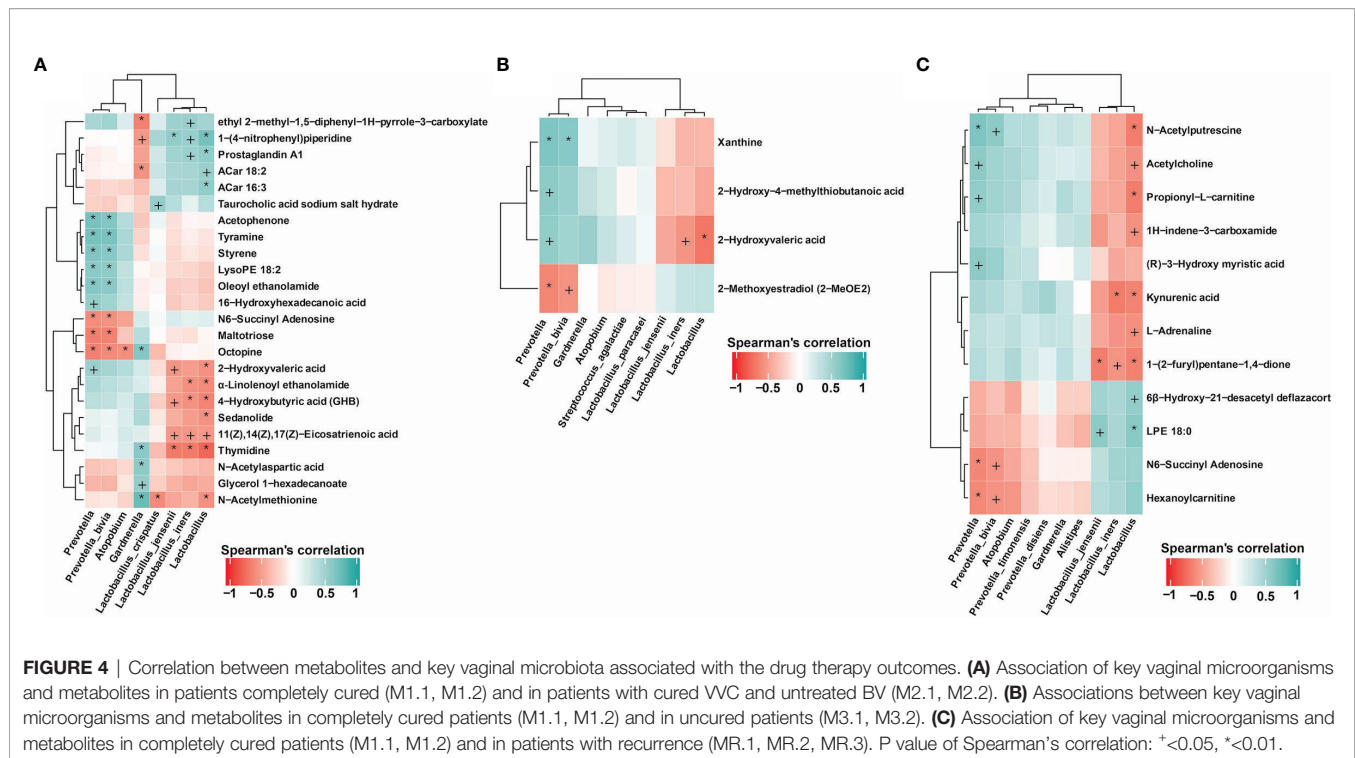 A
ethyl 2−methyl−1,5−diphenyl−1H−pyrrole−3−carboxylate
1−(4−nitrophenyl)piperidine
Prostaglandin A1
ACar 18:2
ACar 16:3
Taurocholic acid sodium salt hydrate
Acetophenone
Tyramine
Styrene
LysoPE 18:2
Oleoyl ethanolamide
16−Hydroxyhexadecanoic acid
N6−Succinyl Adenosine
Maltotriose
Octopine
2−Hydroxyvaleric acid
α−Linolenoyl ethanolamide
4−Hydroxybutyric acid (GHB)
Sedanolide
11(Z),14(Z),17(Z)−Eicosatrienoic acid
Thymidine
N−Acetylaspartic acid
Glycerol 1−hexadecanoate
N−Acetylmethionine
Prevotella
Prevotella_bivia
Atopobium
Gardnerella
Lactobacillus_crispatus
Lactobacillus_jensenii
Lactobacillus_iners
Lactobacillus
Spearman's correlation
−1 −0.5 0 0.5 1
B
Xanthine
2−Hydroxy−4−methylthiobutanoic acid
2−Hydroxyvaleric acid
2−Methoxyestradiol (2−MeOE2)
Prevotella
Prevotella_bivia
Gardnerella
Atopobium
Streptococcus_agalactiae
Lactobacillus_paracasei
Lactobacillus_jensenii
Lactobacillus_iners
Lactobacillus
Spearman's correlation
−1 −0.5 0 0.5 1
C
N−Acetylputrescine
Acetylcholine
Propionyl−L−carnitine
1H−indene−3−carboxamide
(R)−3−Hydroxy myristic acid
Kynurenic acid
L−Adrenaline
1−(2−furyl)pentane−1,4−dione
6β−Hydroxy−21−desacetyl deflazacort
LPE 18:0
N6−Succinyl Adenosine
Hexanoylcarnitine
Prevotella
Prevotella_bivia
Atopobium
Prevotella_timonensis
Prevotella_disiens
Gardnerella
Alistipes
Lactobacillus_jensenii
Lactobacillus_iners
Lactobacillus
Spearman's correlation
−1 −0.5 0 0.5 1
FIGURE 4 | Correlation between metabolites and key vaginal microbiota associated with the drug therapy outcomes. (A) Association of key vaginal microorganisms
and metabolites in patients completely cured (M1.1, M1.2) and in patients with cured VVC and untreated BV (M2.1, M2.2). (B) Associations between key vaginal
microorganisms and metabolites in completely cured patients (M1.1, M1.2) and in uncured patients (M3.1, M3.2). (C) Association of key vaginal microorganisms and
metabolites in completely cured patients (M1.1, M1.2) and in patients with recurrence (MR.1, MR.2, MR.3). P value of Spearman's correlation: +<0.05, *<0.01.